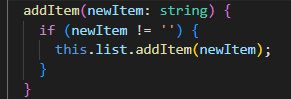 addItem(newItem: string) {
  if (newItem != '') {
    this.list.addItem(newItem);
  }
}